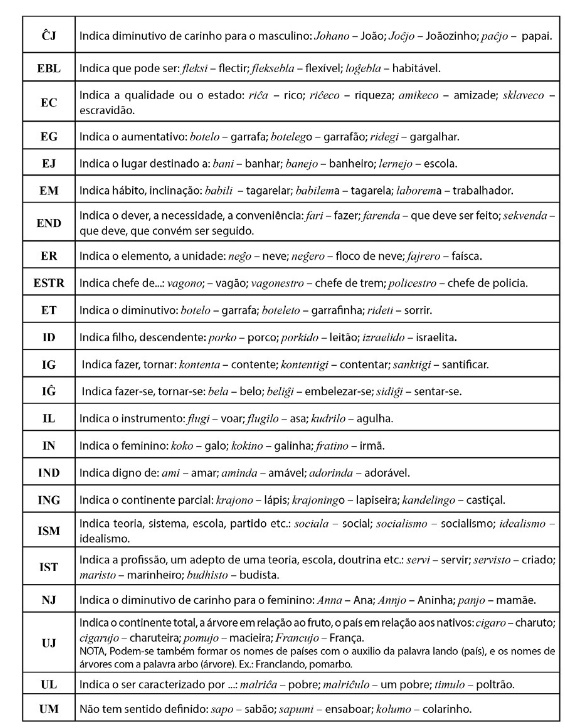 ĈJ Indica diminutivo de carinho para o masculino: Johano – João; Joĉjo – Joãozinho; paĉjo – papai.
EBL Indica que pode ser: fleksi – flectir; fleksebla – flexível; loĝebla – habitável.
EC Indica a qualidade ou o estado: riĉa – rico; riĉeco – riqueza; amikeco – amizade; sklaveco –
escravidão.
EG Indica o aumentativo: botelo – garrafa; botelego – garrafão; ridegi – gargalhar.
EJ Indica o lugar destinado a: bani – banhar; banejo – banheiro; lernejo – escola.
EM Indica hábito, inclinação: babili – tagarelar; babilema – tagarela; laborema – trabalhador.
END Indica o dever, a necessidade, a conveniência: fari – fazer; farenda – que deve ser feito; sekvenda –
que deve, que convém ser seguido.
ER Indica o elemento, a unidade: neĝo – neve; neĝero – floco de neve; fajrero – faísca.
ESTR Indica chefe de...: vagono; – vagão; vagonestro – chefe de trem; policestro – chefe de polícia.
ET Indica o diminutivo: botelo – garrafa; boteleto – garrafinha; rideti – sorrir.
ID Indica filho, descendente: porko – porco; porkido – leitão; izraelido – israelita.
IG Indica fazer, tornar: kontenta – contente; kontentigi – contentar; sanktigi – santificar.
IĜ Indica fazer-se, tornar-se: bela – belo; beliĝi – embelezar-se; sidiĝi – sentar-se.
IL Indica o instrumento: flugi – voar; flugilo – asa; kudrilo – agulha.
IN Indica o feminino: koko – galo; kokino – galinha; fratino – irmã.
IND Indica digno de: ami – amar; aminda – amável; adorinda – adorável.
ING Indica o continente parcial: krajono – lápis; krajoningo – lapiseira; kandelingo – castiçal.
ISM Indica teoria, sistema, escola, partido etc.: sociala – social; socialismo – socialismo; idealismo –
idealismo.
IST Indica a profissão, um adepto de uma teoria, escola, doutrina etc.: servi – servir; servisto – criado;
maristo – marinheiro; budhisto – budista.
NJ Indica o diminutivo de carinho para o feminino: Anna – Ana; Annjo – Aninha; panjo – mamãe.
UJ Indica o continente total, a árvore em relação ao fruto, o país em relação aos nativos: cigaro – charuto;
cigarujo – charuteira; pomujo – macieira; Francujo – França.
NOTA, Podem-se também formar os nomes de países com o auxilio da palavra lando (país), e os nomes de
árvores com a palavra arbo (árvore). Ex.: Franclando, pomarbo.
UL Indica o ser caracterizado por ...: malriĉa – pobre; malriĉulo – um pobre; timulo – poltrão.
UM Não tem sentido definido: sapo – sabão; sapumi – ensaboar; kolumo – colarinho.